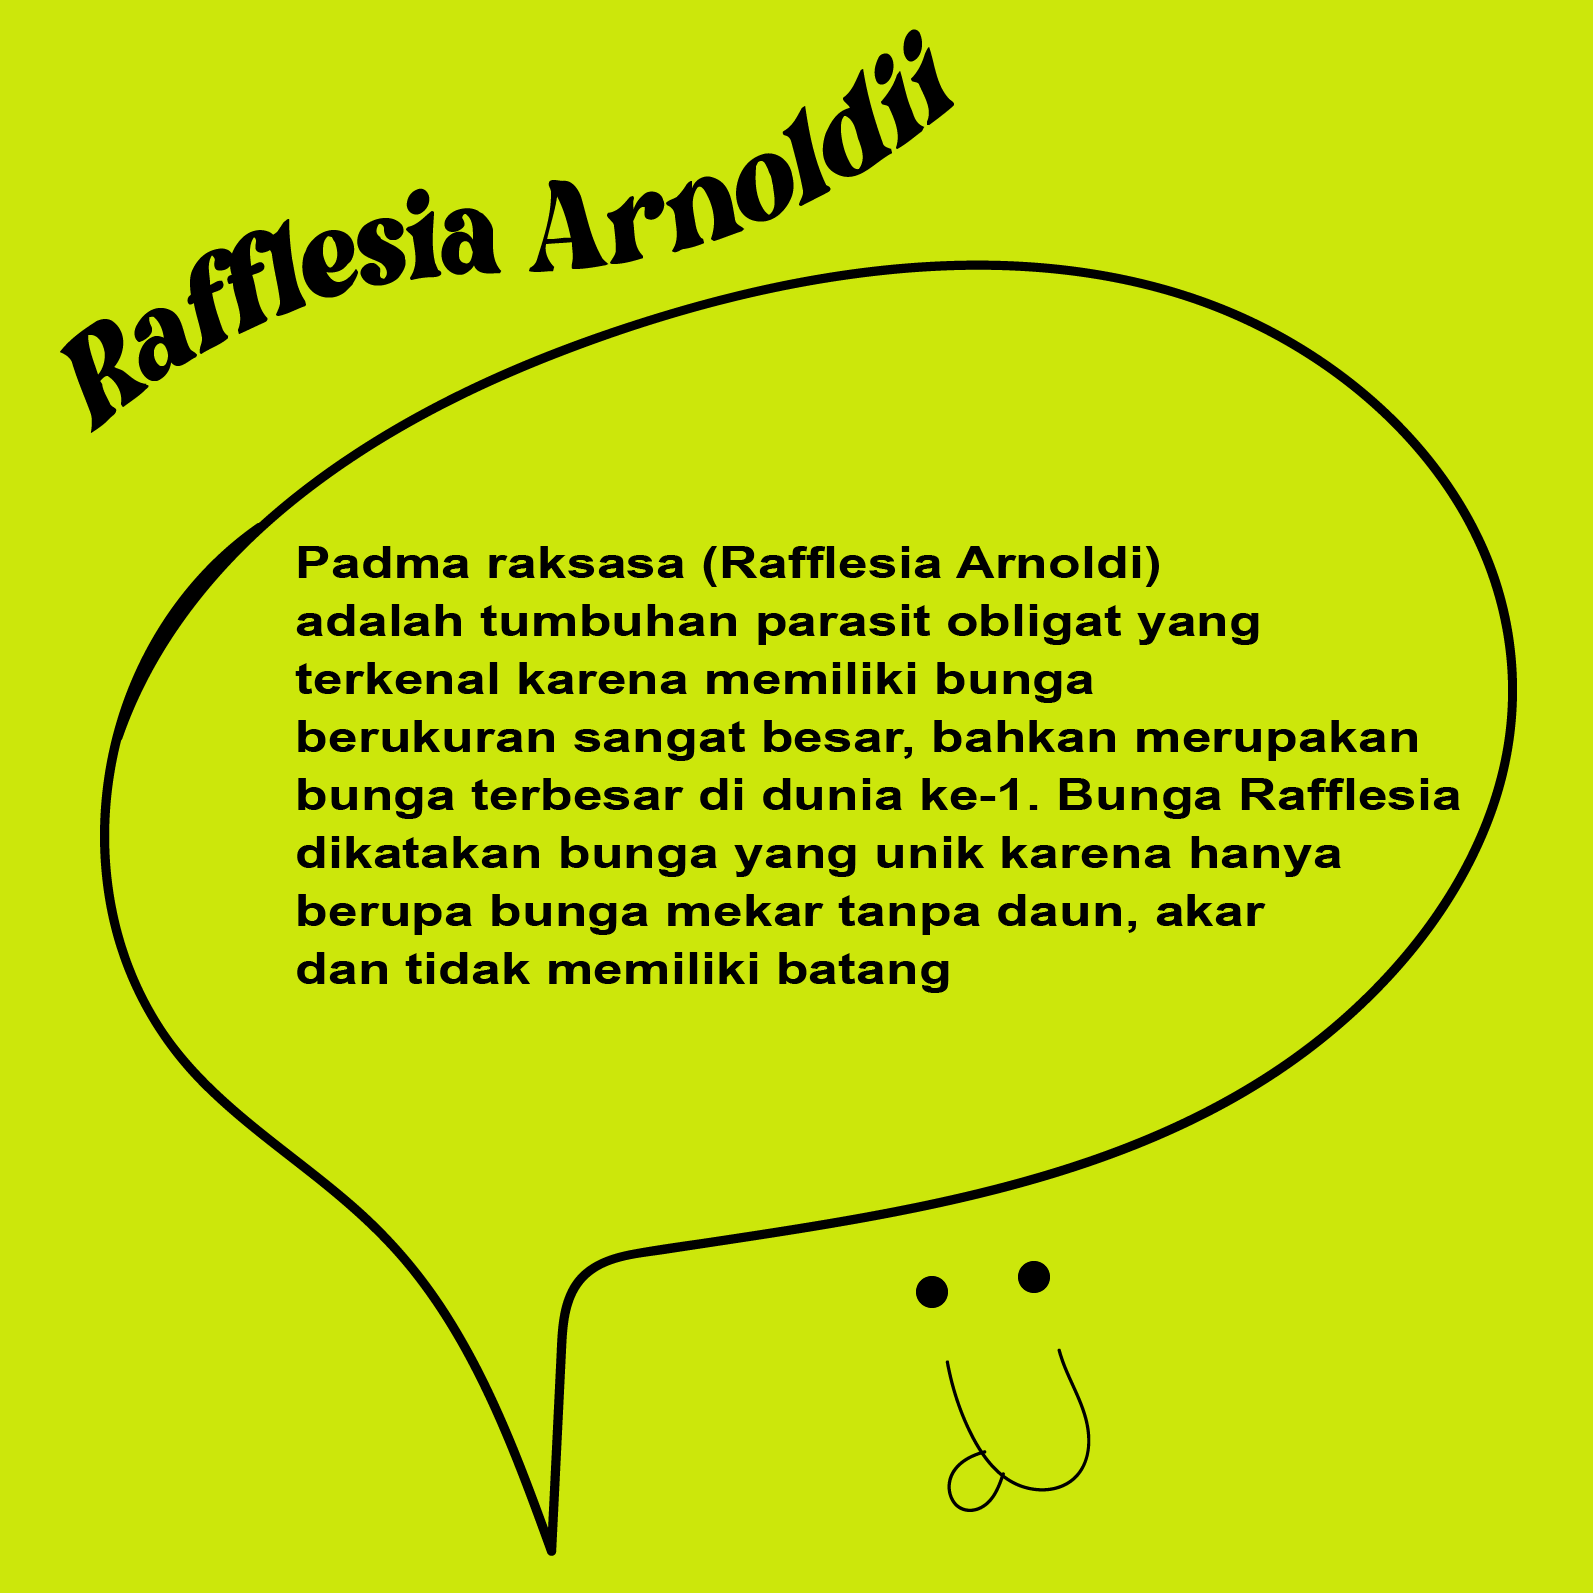 Rafflesia Arnoldii
Padma raksasa (Rafflesia Arnoldi)
adalah tumbuhan parasit obligat yang
terkenal karena memiliki bunga
berukuran sangat besar, bahkan merupakan
bunga terbesar di dunia ke-1. Bunga Rafflesia
dikatakan bunga yang unik karena hanya
berupa bunga mekar tanpa daun, akar
dan tidak memiliki batang